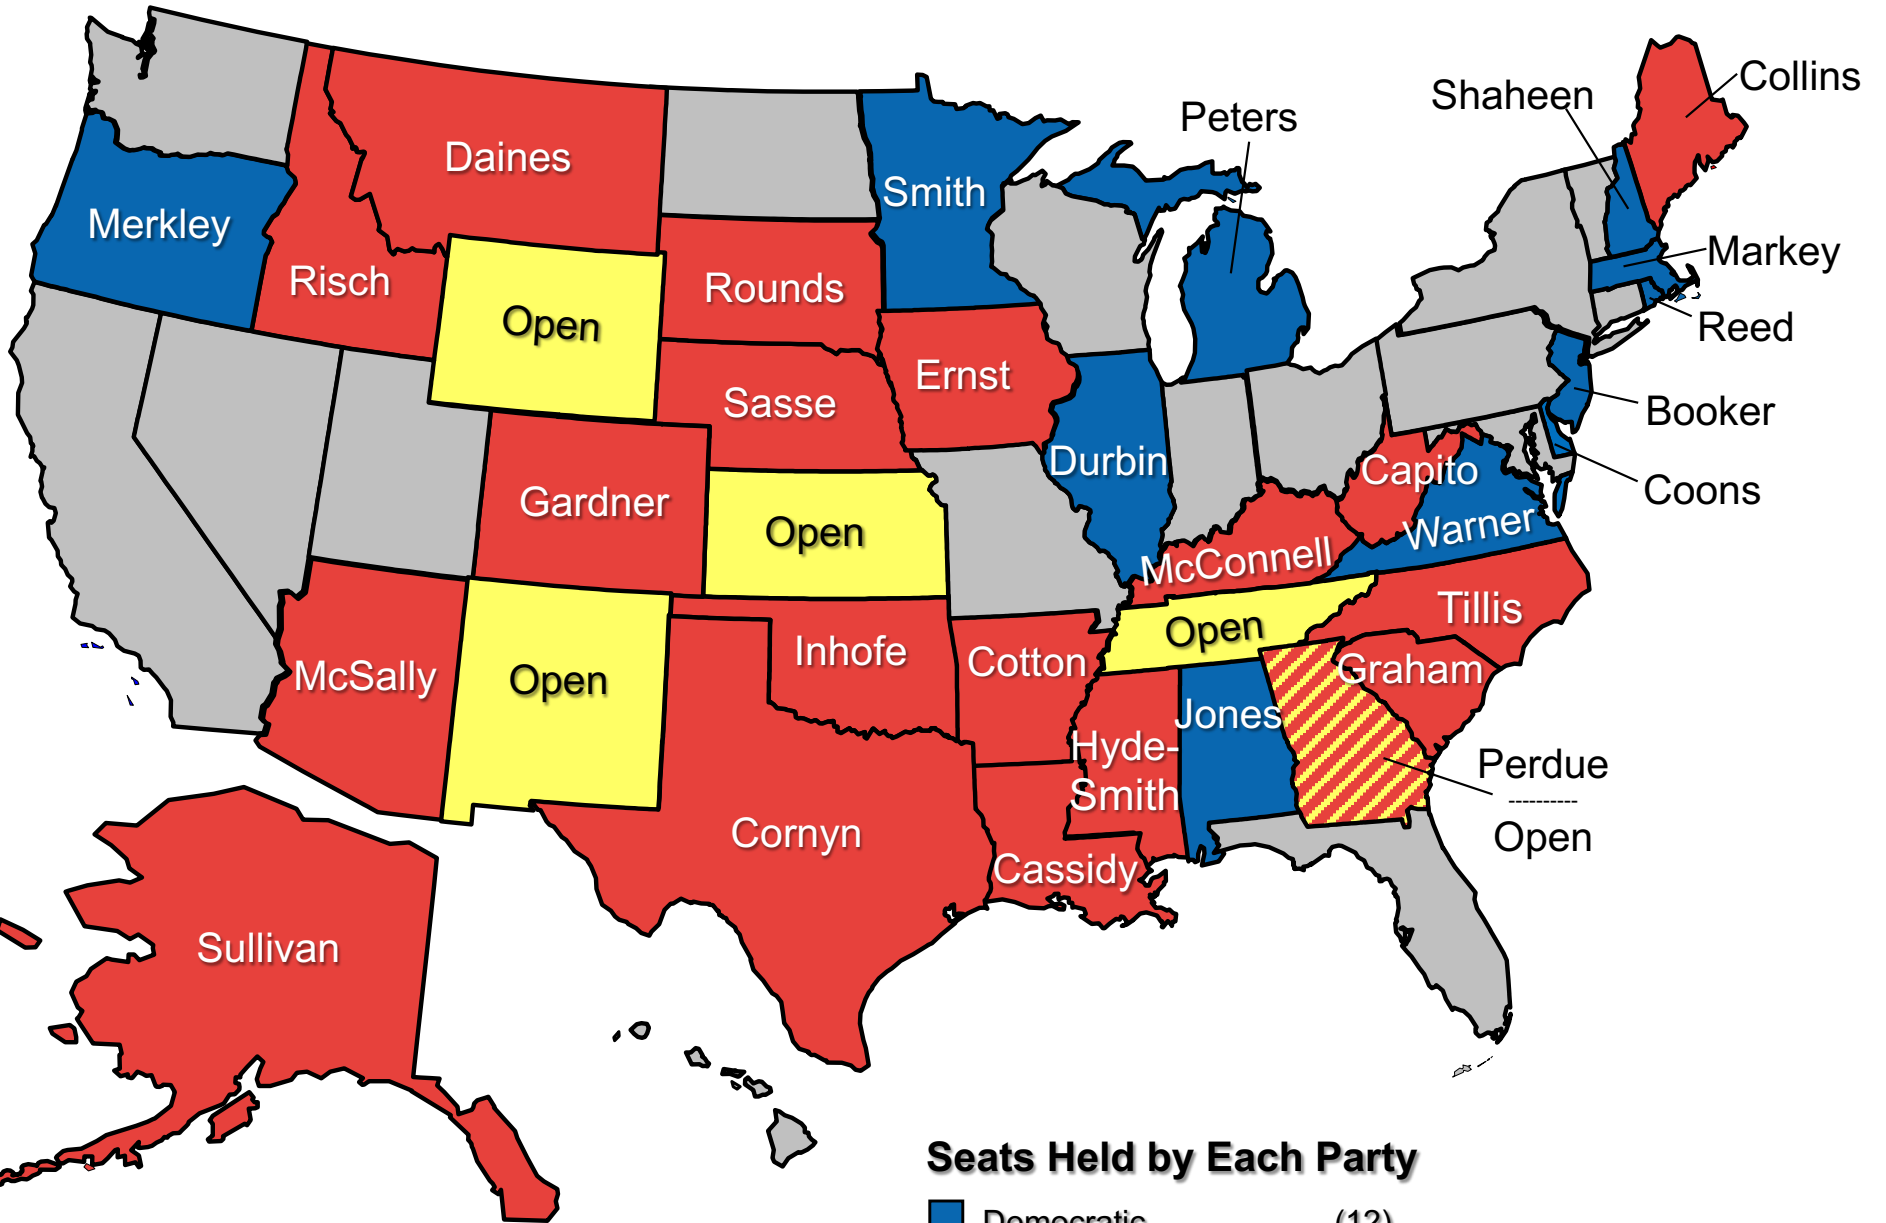 Collins
Shaheen
Peters
Daines
Smith
Merkley
Markey
Risch
Rounds
Open
Reed
Ernst
Sasse
Booker
Durbin
Capito
Gardner
Coons
Warner
Open
McConnell
Tillis
Open
Inhofe
Cotton
Graham
McSally
Open
Jones
Hyde-
Smith
Perdue
----------
Open
Cornyn
Cassidy
Sullivan
Seats Held by Each Party
Democratic (12)